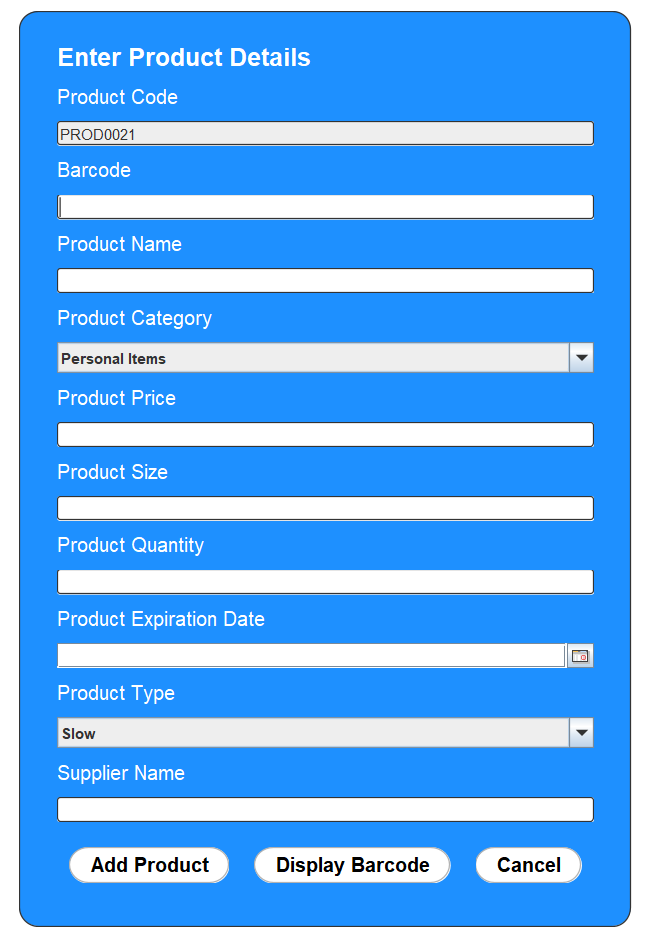 Enter Product Details
Product Code
PROD0021
Barcode
Product Name
Product Category
Personal Items
Product Price
Product Size
Product Quantity
Product Expiration Date
Product Type
Slow
Supplier Name
Add Product Display Barcode Cancel